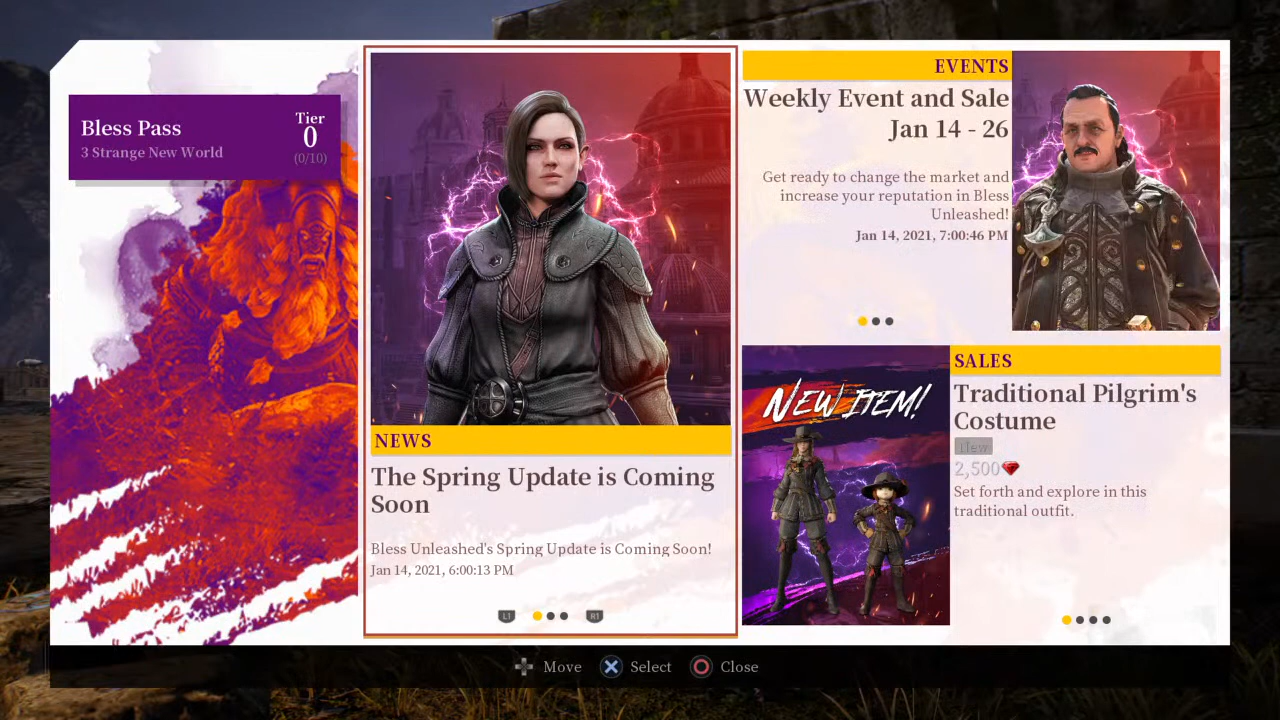 Bless Pass
3 Strange New World
Tier
0
(0/10)
NEWS
The Spring Update is Coming
Soon
Bless Unleashed's Spring Update is Coming Soon!
Jan 14, 2021, 6:00:13 PM
L1
R1
EVENTS
Weekly Event and Sale
Jan 14 - 26
Get ready to change the market and
increase your reputation in Bless
Unleashed!
Jan 14, 2021, 7:00:46 PM
NEW ITEM!
SALES
Traditional Pilgrim's
Costume
New
2,500
Set forth and explore in this
traditional outfit.
Move
Select
Close